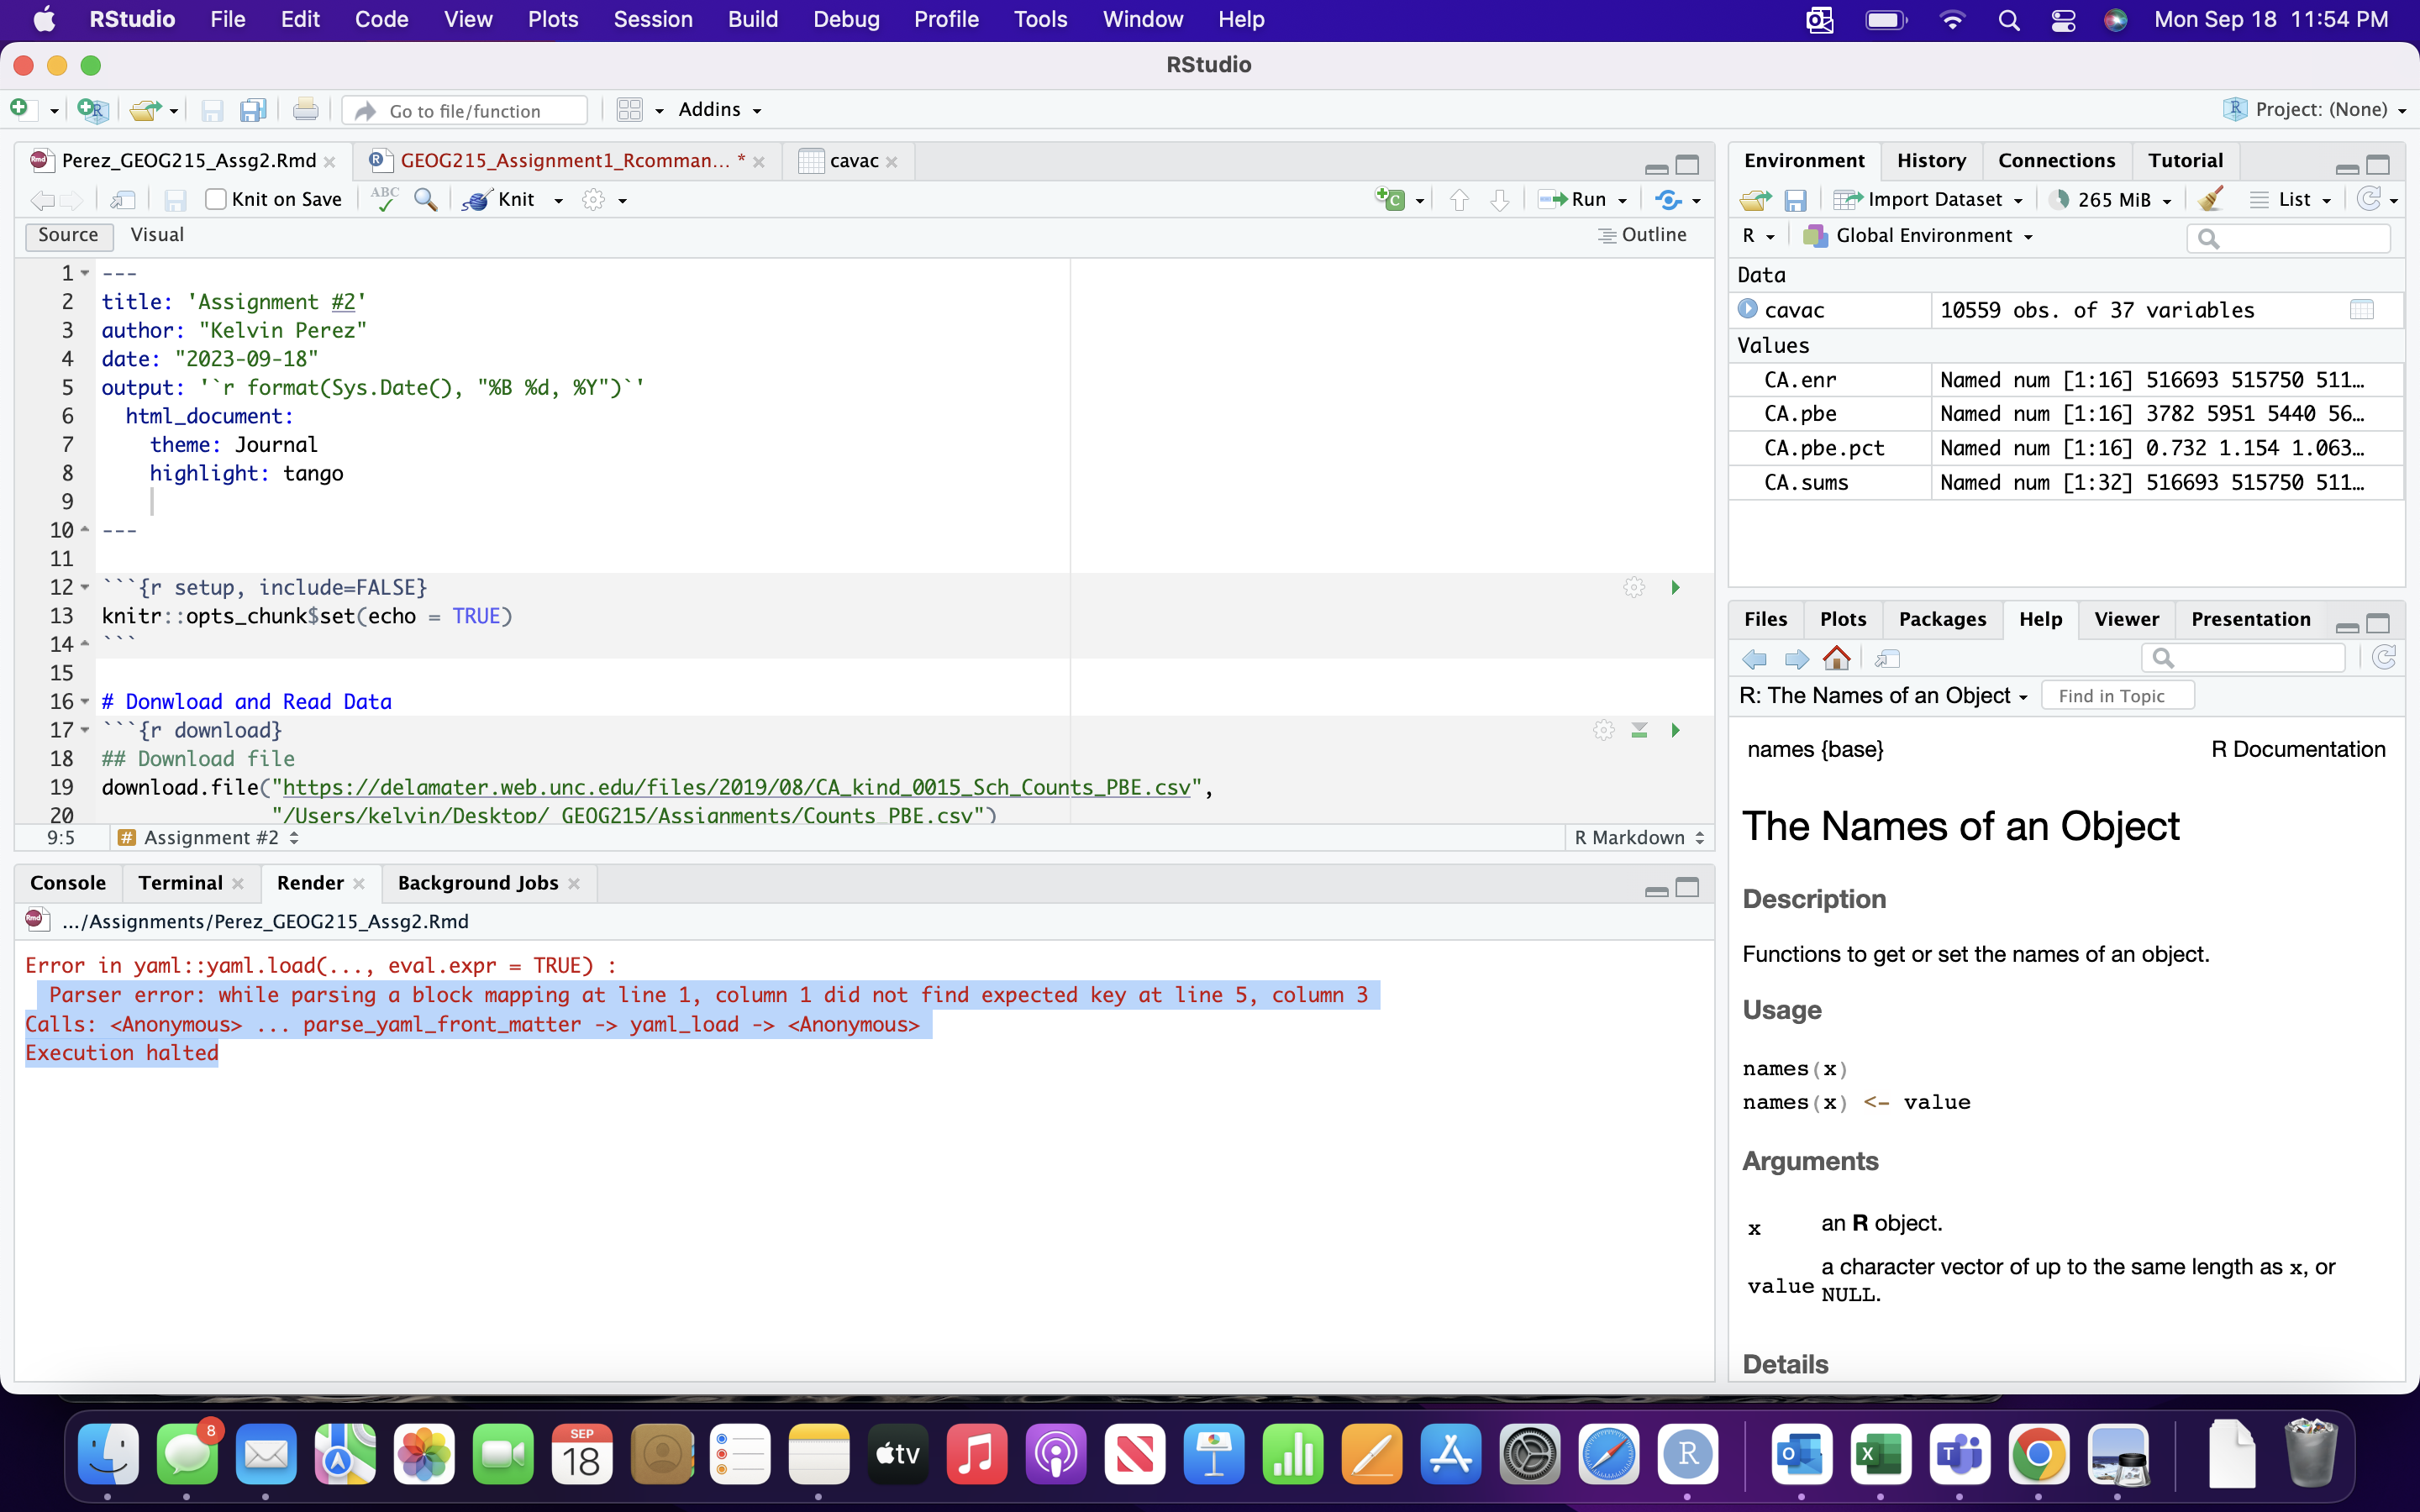 RStudio File Edit Code View Plots Session Build Debug Profile Tools Window Help Mon Sep 18 11:54 PM
RStudio
Go to file/function Addins Project: (None)
Perez_GEOG215_Assg2.Rmd GEOG215_Assignment1_Rcomman... * cavac
Knit on Save ABC Knit Run
Source Visual Outline
1 ---
2 title: 'Assignment #2'
3 author: "Kelvin Perez"
4 date: "2023-09-18"
5 output: '`r format(Sys.Date(), "%B %d, %Y")`'
6 html_document:
7 theme: Journal
8 highlight: tango
9
10 ---
11
12 ```{r setup, include=FALSE}
13 knitr::opts_chunk$set(echo = TRUE)
14 ```
15
16 # Donwload and Read Data
17 ```{r download}
18 ## Download file
19 download.file("https://delamater.web.unc.edu/files/2019/08/CA_kind_0015_Sch_Counts_PBE.csv",
20 "/Users/kelvin/Desktop/ GEOG215/Assignments/Counts_PBE.csv")
9:5 # Assignment #2 R Markdown
Console Terminal Render Background Jobs
.../Assignments/Perez_GEOG215_Assg2.Rmd
Error in yaml::yaml.load(..., eval.expr = TRUE) :
Parser error: while parsing a block mapping at line 1, column 1 did not find expected key at line 5, column 3
Calls: <Anonymous> ... parse_yaml_front_matter -> yaml_load -> <Anonymous>
Execution halted
Environment History Connections Tutorial
Import Dataset 265 MiB List
R Global Environment
Data
cavac 10559 obs. of 37 variables
Values
CA.enr Named num [1:16] 516693 515750 511…
CA.pbe Named num [1:16] 3782 5951 5440 56…
CA.pbe.pct Named num [1:16] 0.732 1.154 1.063…
CA.sums Named num [1:32] 516693 515750 511…
Files Plots Packages Help Viewer Presentation
R: The Names of an Object Find in Topic
names {base} R Documentation
The Names of an Object
Description
Functions to get or set the names of an object.
Usage
names(x)
names(x) <- value
Arguments
x an R object.
value a character vector of up to the same length as x, or
NULL.
Details
8
SEP
18
tv
R
O
X
T